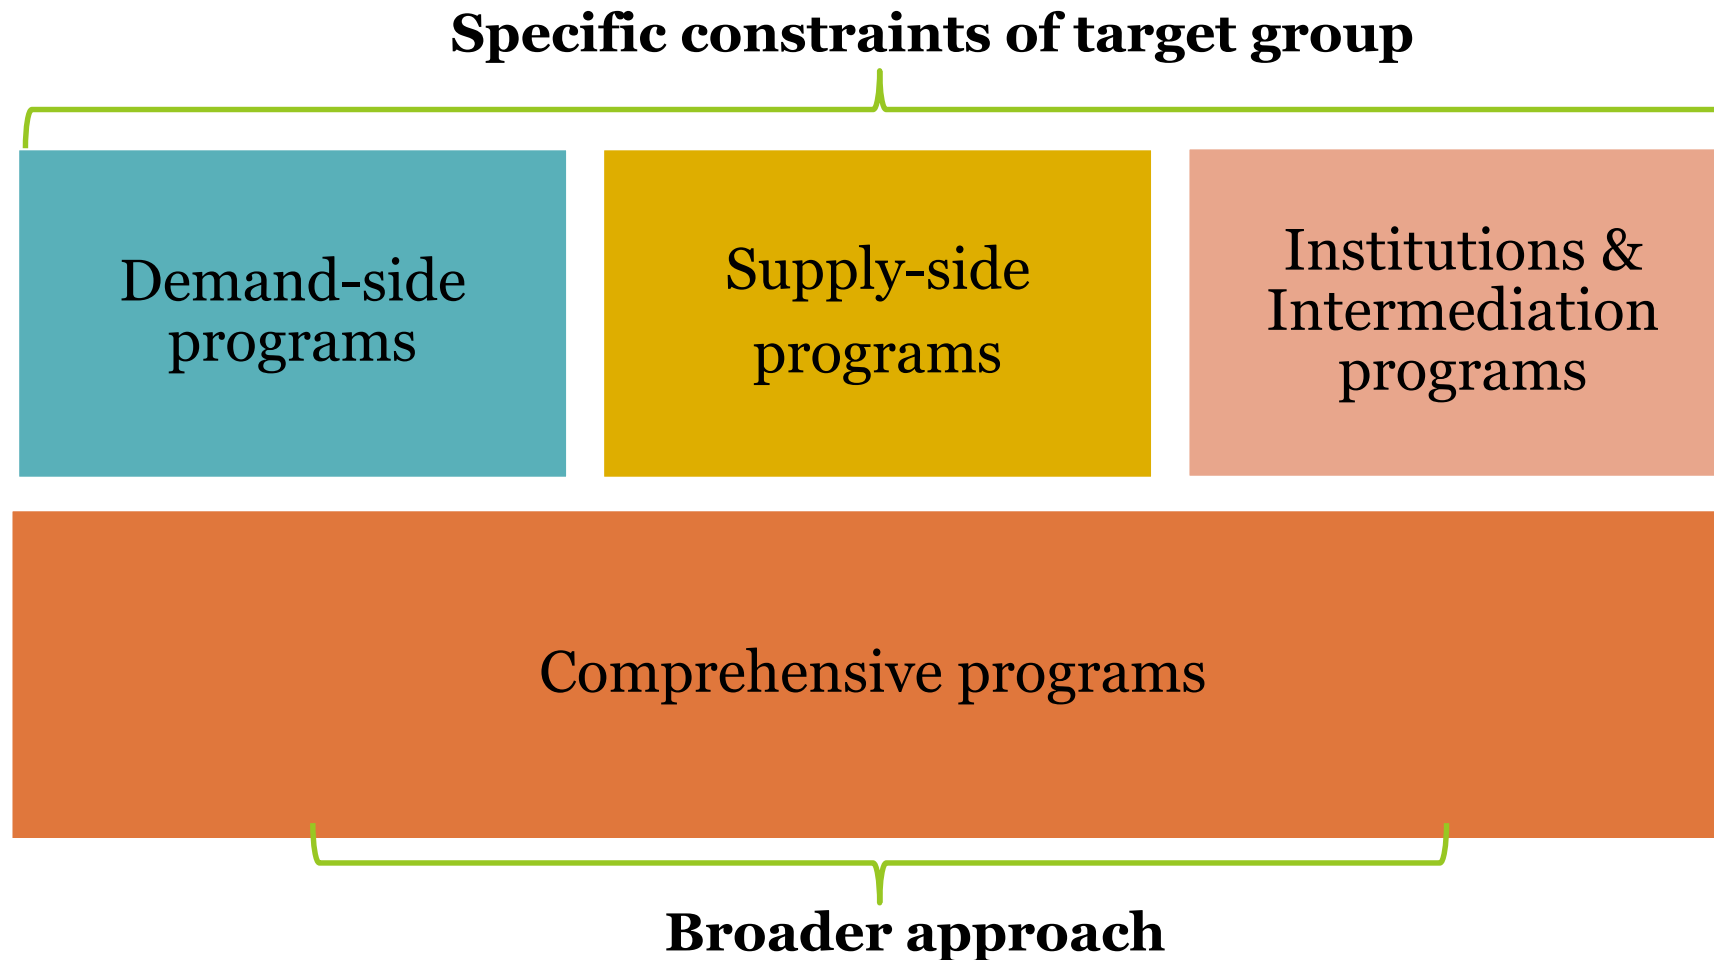 Specific constraints of target group
Demand-side
programs
Supply-side
programs
Institutions &
Intermediation
programs
Comprehensive programs
Broader approach